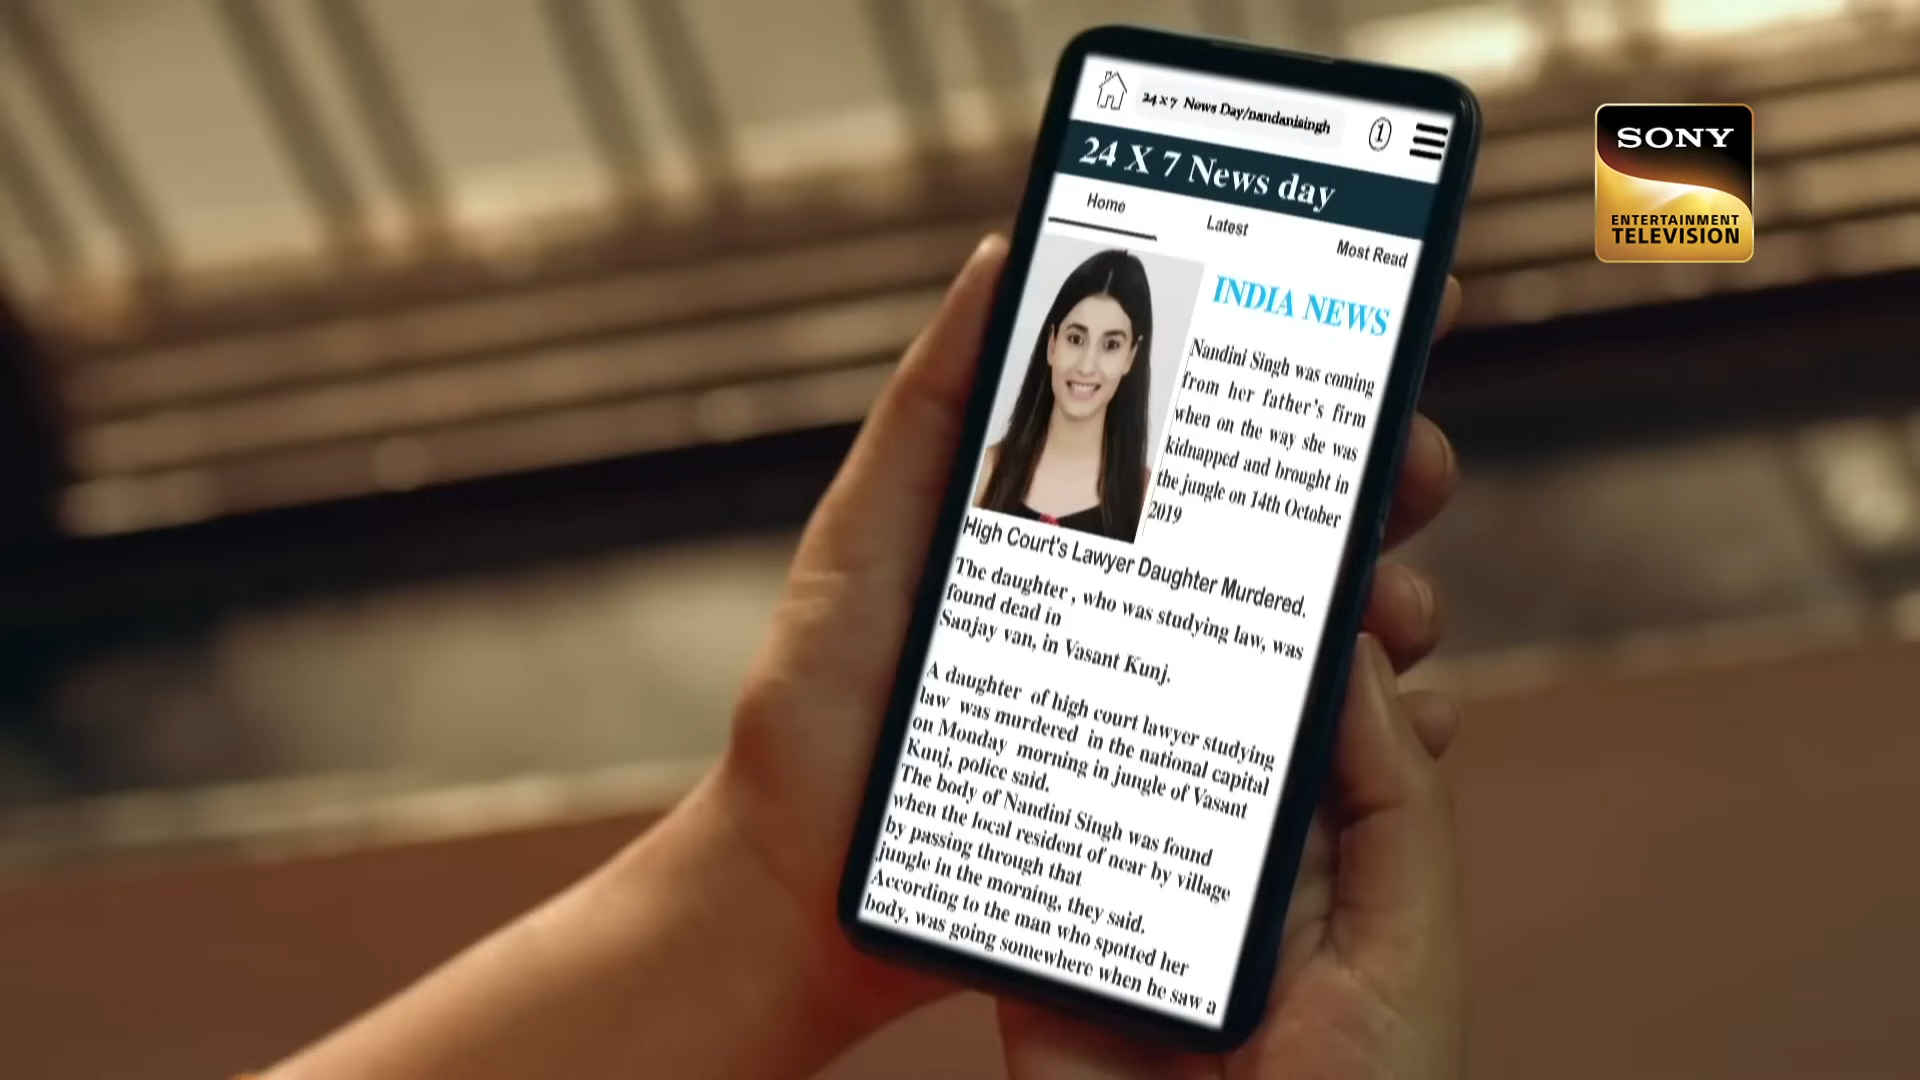 24 x 7 News Day/nandanisingh
1
24 X 7 News day
Home
Latest
Most Read
INDIA NEWS
Nandini Singh was coming
from her father's firm
when on the way she was
kidnapped and brought in
the jungle on 14th October
2019
High Court's Lawyer Daughter Murdered.
The daughter , who was studying law, was
found dead in
Sanjay van, in Vasant Kunj.
A daughter of high court lawyer studying
law was murdered in the national capital
on Monday morning in jungle of Vasant
Kunj, police said.
The body of Nandini Singh was found
when the local resident of near by village
by passing through that
jungle in the morning, they said.
According to the man who spotted her
body, was going somewhere when he saw a
SONY
ENTERTAINMENT
TELEVISION